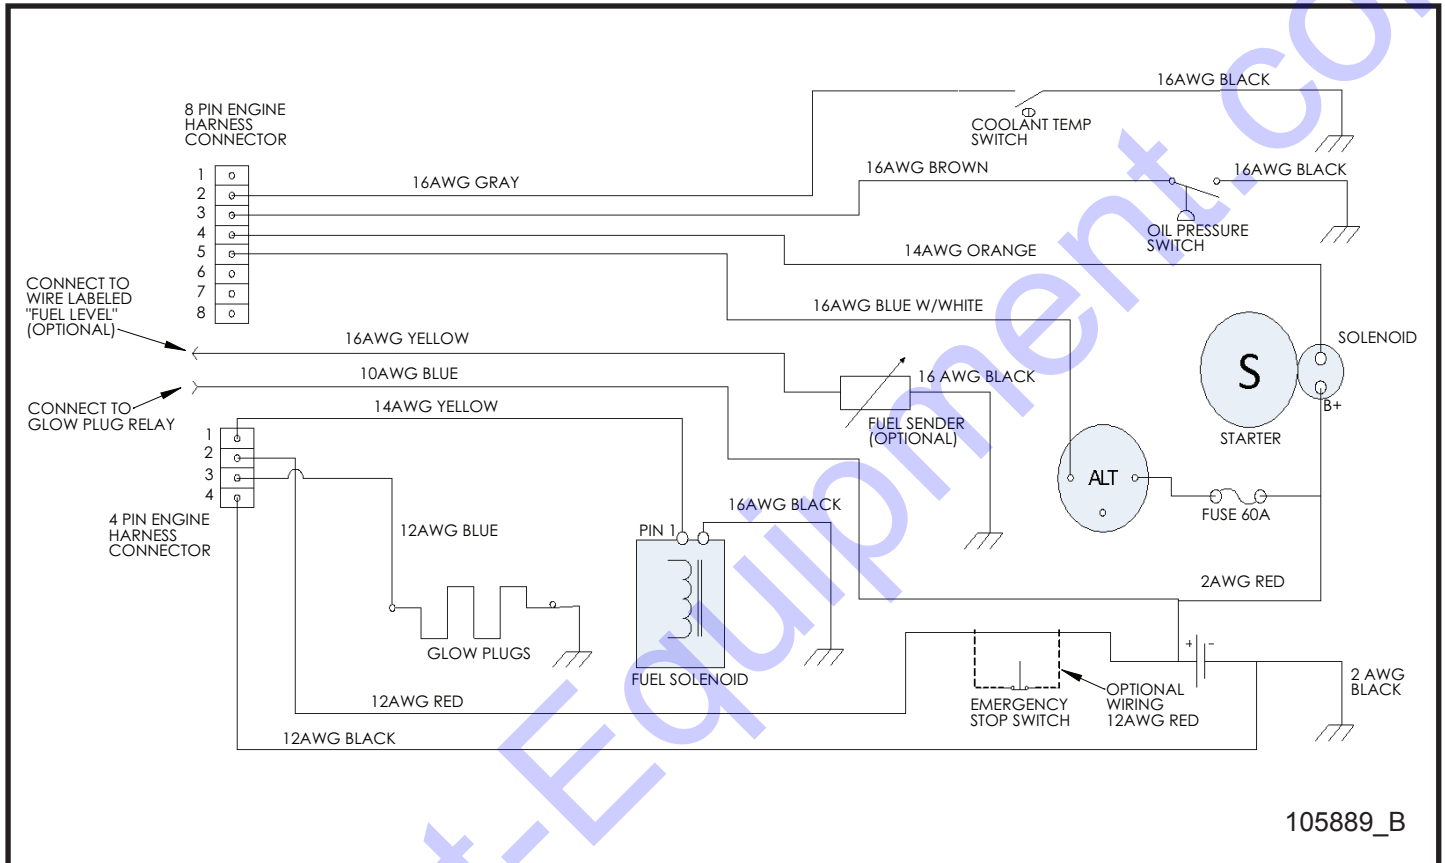 16AWG BLACK
8 PIN ENGINE
HARNESS
CONNECTOR
COOLANT TEMP
SWITCH
1
2
3
4
5
6
7
8
16AWG GRAY
16AWG BROWN
16AWG BLACK
OIL PRESSURE
SWITCH
14AWG ORANGE
CONNECT TO
WIRE LABELED
"FUEL LEVEL"
(OPTIONAL)
16AWG BLUE W/WHITE
16AWG YELLOW
SOLENOID
S
B+
STARTER
10AWG BLUE
16 AWG BLACK
CONNECT TO
GLOW PLUG RELAY
14AWG YELLOW
FUEL SENDER
(OPTIONAL)
1
2
3
4
ALT
FUSE 60A
4 PIN ENGINE
HARNESS
CONNECTOR
12AWG BLUE
PIN 1
16AWG BLACK
2AWG RED
GLOW PLUGS
FUEL SOLENOID
+
-
12AWG RED
EMERGENCY
STOP SWITCH
OPTIONAL
WIRING
12AWG RED
2 AWG
BLACK
12AWG BLACK
105889_B
t-Equipment.com